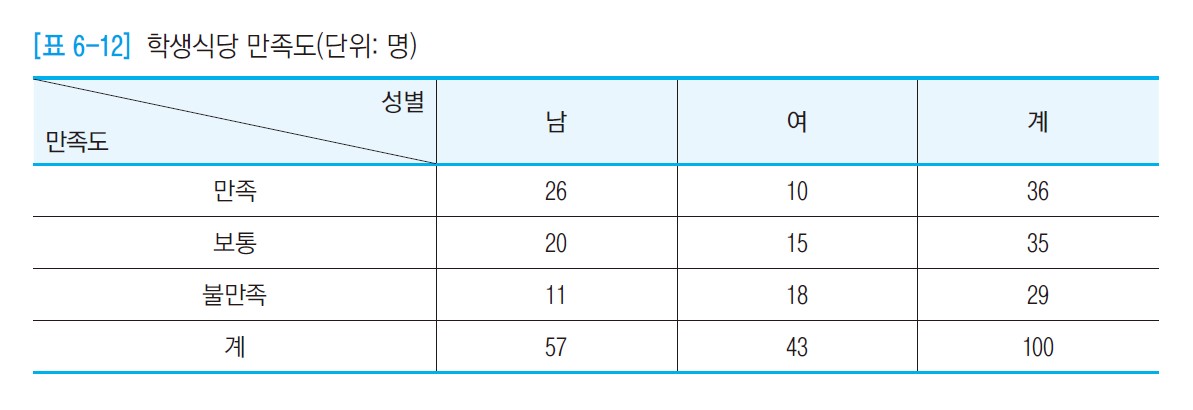 [표 6-12] 학생식당 만족도(단위: 명)
성별
만족도
남 여 계
만족 26 10 36
보통 20 15 35
불만족 11 18 29
계 57 43 100